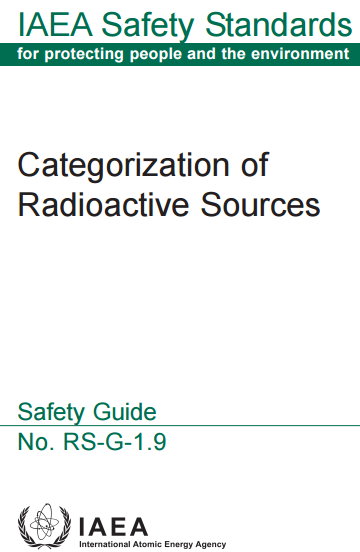 IAEA Safety Standards
for protecting people and the environment
Categorization of
Radioactive Sources
Safety Guide
No. RS-G-1.9
IAEA
International Atomic Energy Agency